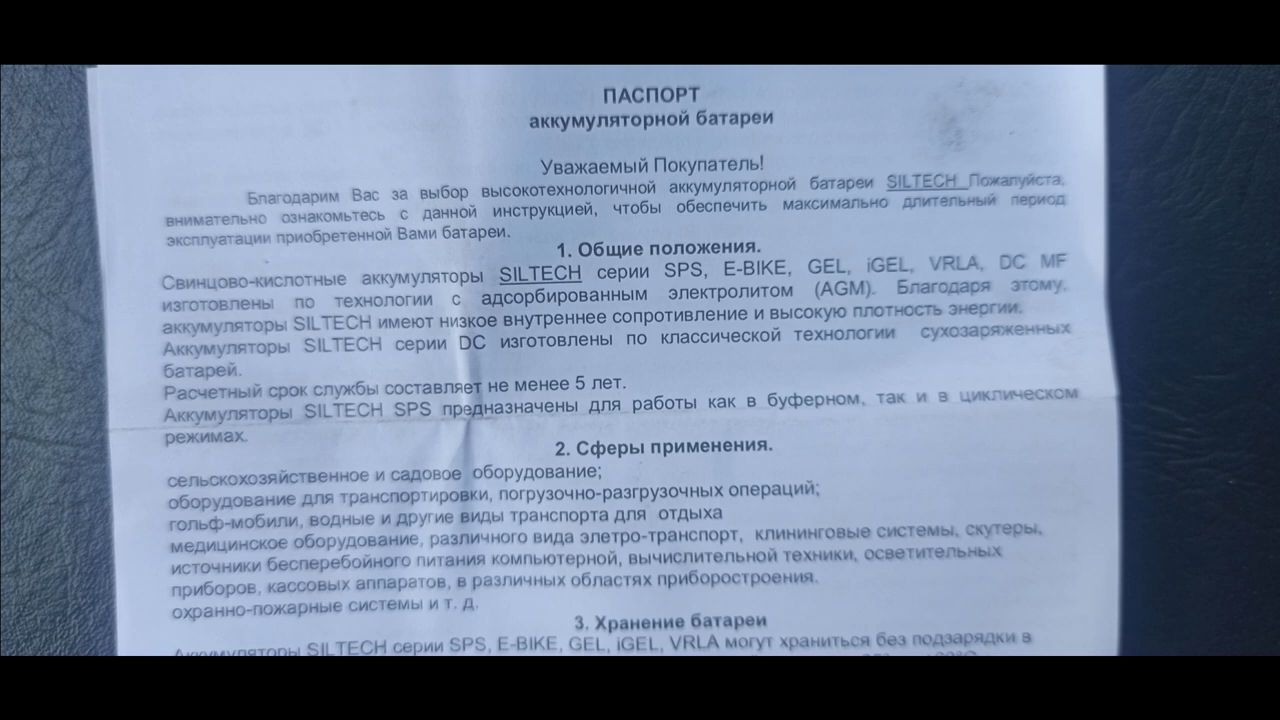 ПАСПОРТ
аккумуляторной батареи
Уважаемый Покупатель!
Благодарим Вас за выбор высокотехнологичной аккумуляторной батареи SILTECH Пожалуйста,
внимательно ознакомьтесь с данной инструкцией, чтобы обеспечить максимально длительный период
эксплуатации приобретенной Вами батареи.
1. Общие положения.
Свинцово-кислотные аккумуляторы SILTECH серии SPS, E-BIKE, GEL, iGEL, VRLA, DC MF
изготовлены по технологии с адсорбированным электролитом (AGM). Благодаря этому,
аккумуляторы SILTECH имеют низкое внутреннее сопротивление и высокую плотность энергии.
Аккумуляторы SILTECH серии DC изготовлены по классической технологии сухозаряженных
батарей.
Расчетный срок службы составляет не менее 5 лет.
Аккумуляторы SILTECH SPS предназначены для работы как в буферном, так и в циклическом
режимах.
2. Сферы применения.
сельскохозяйственное и садовое оборудование;
оборудование для транспортировки, погрузочно-разгрузочных операций;
гольф-мобили, водные и другие виды транспорта для отдыха
медицинское оборудование, различного вида элетро-транспорт, клининговые системы, скутеры,
источники бесперебойного питания компьютерной, вычислительной техники, осветительных
приборов, кассовых аппаратов, в различных областях приборостроения.
охранно-пожарные системы и т. д.
3. Хранение батареи
Аккумуляторы SILTECH серии SPS, E-BIKE, GEL, iGEL, VRLA могут храниться без подзарядки в